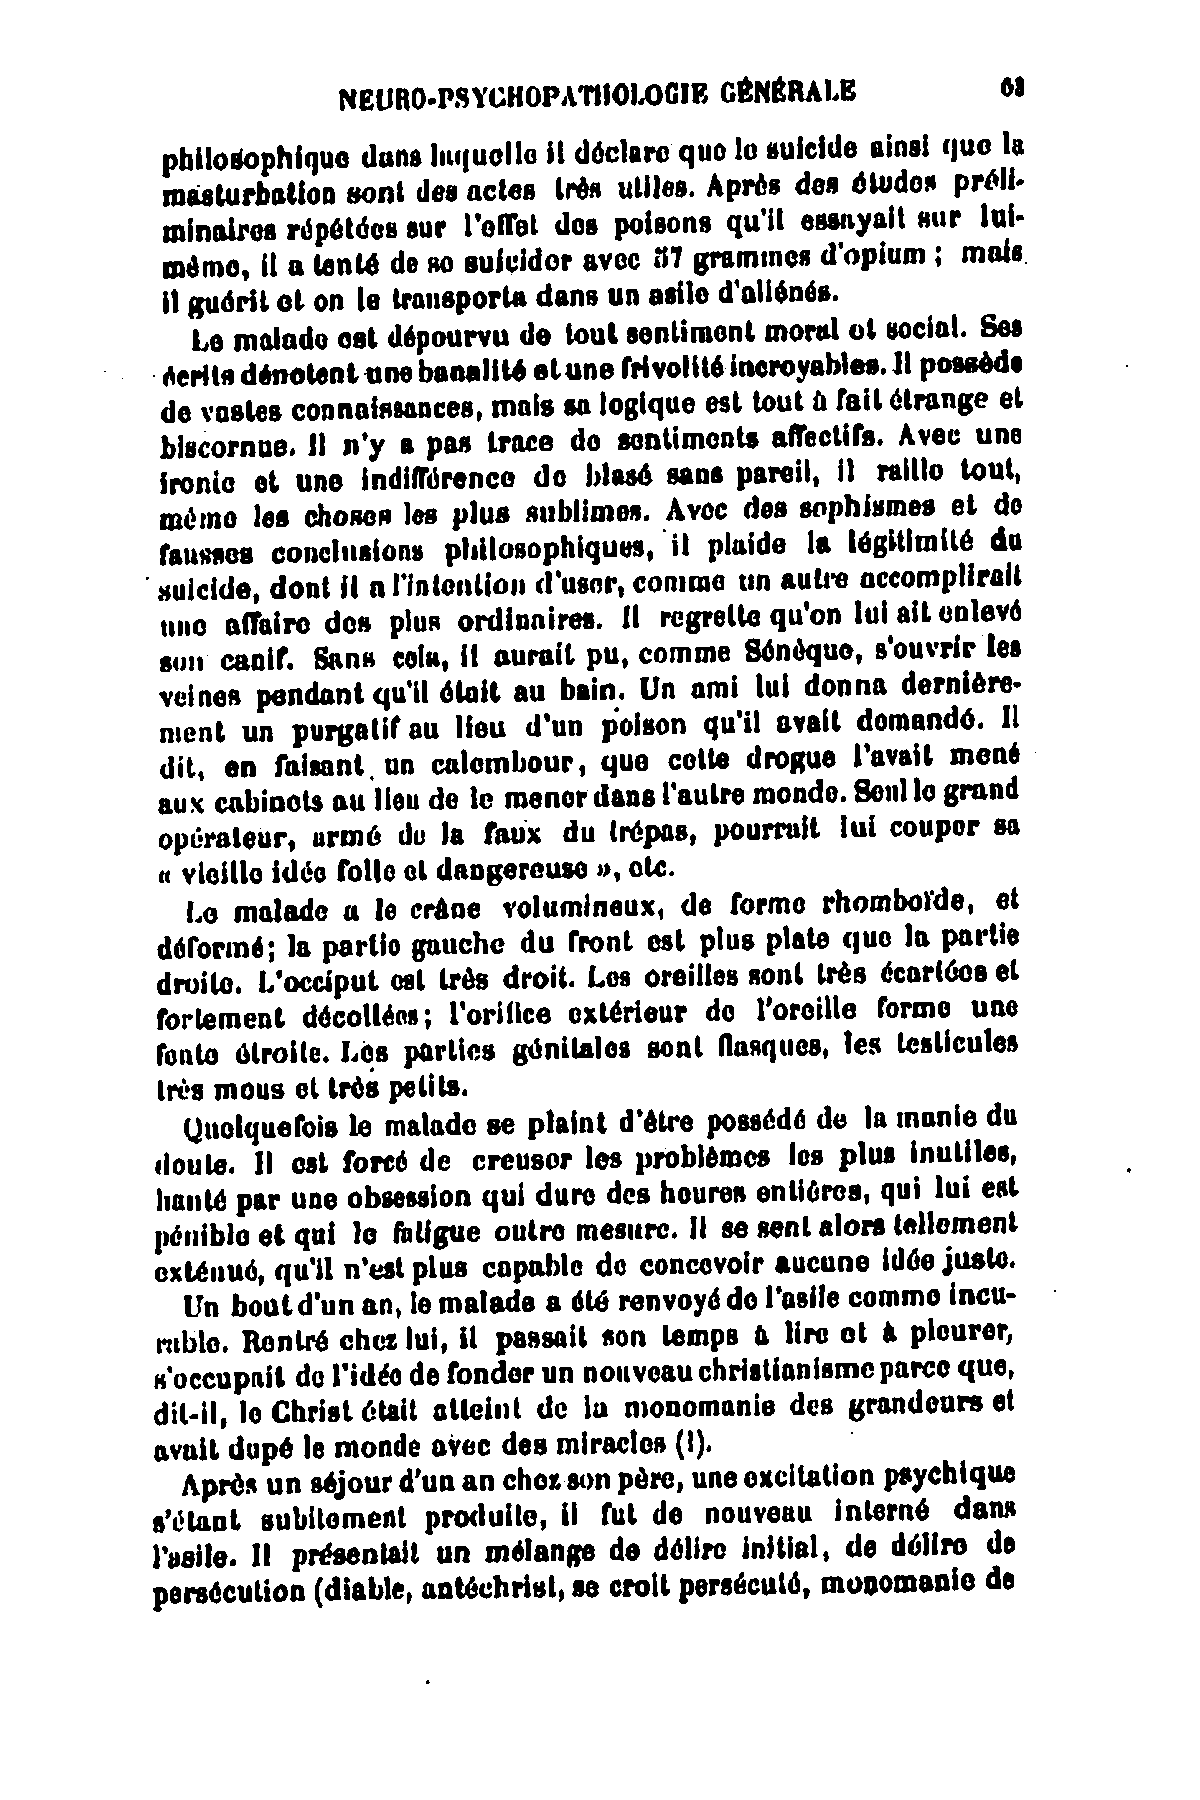 NEURO-PSYCHOPATHOLOGIE GÉNÉRALE 61
philosophique dans laquelle il déclare que le suicide ainsi que la
masturbation sont des actes très utiles. Après des études préli-
minaires répétées sur l'effet des poisons qu'il essayait sur lui-
même, il a tenté de se suicider avec 57 grammes d'opium ; mais
il guérit et on le transporta dans un asile d'aliénés.
Le malade est dépourvu de tout sentiment moral et social. Ses
écrits dénotent une banalité et une frivolité incroyables. Il possède
de vastes connaissances, mais sa logique est tout à fait étrange et
biscornue. Il n'y a pas trace de sentiments affectifs. Avec une
ironie et une indifférence de blasé sans pareil, il raille tout,
même les choses les plus sublimes. Avec des sophismes et de
fausses conclusions philosophiques, il plaide la légitimité du
suicide, dont il a l'intention d'user, comme un autre accomplirait
une affaire des plus ordinaires. Il regrette qu'on lui ait enlevé
son canif. Sans cela, il aurait pu, comme Sénèque, s'ouvrir les
veines pendant qu'il était au bain. Un ami lui donna dernière-
ment un purgatif au lieu d'un poison qu'il avait demandé. Il
dit, en faisant un calembour, que cette drogue l'avait mené
aux cabinets au lieu de le mener dans l'autre monde. Seul le grand
opérateur, armé de la faux du trépas, pourrait lui couper sa
« vieille idée folle et dangereuse », etc.
Le malade a le crâne volumineux, de forme rhomboïde, et
déformé; la partie gauche du front est plus plate que la partie
droite. L'occiput est très droit. Les oreilles sont très écartées et
fortement décollées; l'orifice extérieur de l'oreille forme une
fente étroite. Les parties génitales sont flasques, les testicules
très mous et très petits.
Quelquefois le malade se plaint d'être possédé de la manie du
doute. Il est forcé de creuser les problèmes les plus inutiles,
hanté par une obsession qui dure des heures entières, qui lui est
pénible et qui le fatigue outre mesure. Il se sent alors tellement
exténué, qu'il n'est plus capable de concevoir aucune idée juste.
Un bout d'un an, le malade a été renvoyé de l'asile comme incu-
rable. Rentré chez lui, il passait son temps à lire et à pleurer,
s'occupait de l'idée de fonder un nouveau christianisme parce que,
dit-il, le Christ était atteint de la monomanie des grandeurs et
avait dupé le monde avec des miracles (!).
Après un séjour d'un an chez son père, une excitation psychique
s'étant subitement produite, il fut de nouveau interné dans
l'asile. Il présentait un mélange de délire initial, de délire de
persécution (diable, antéchrist, se croit persécuté, monomanie de